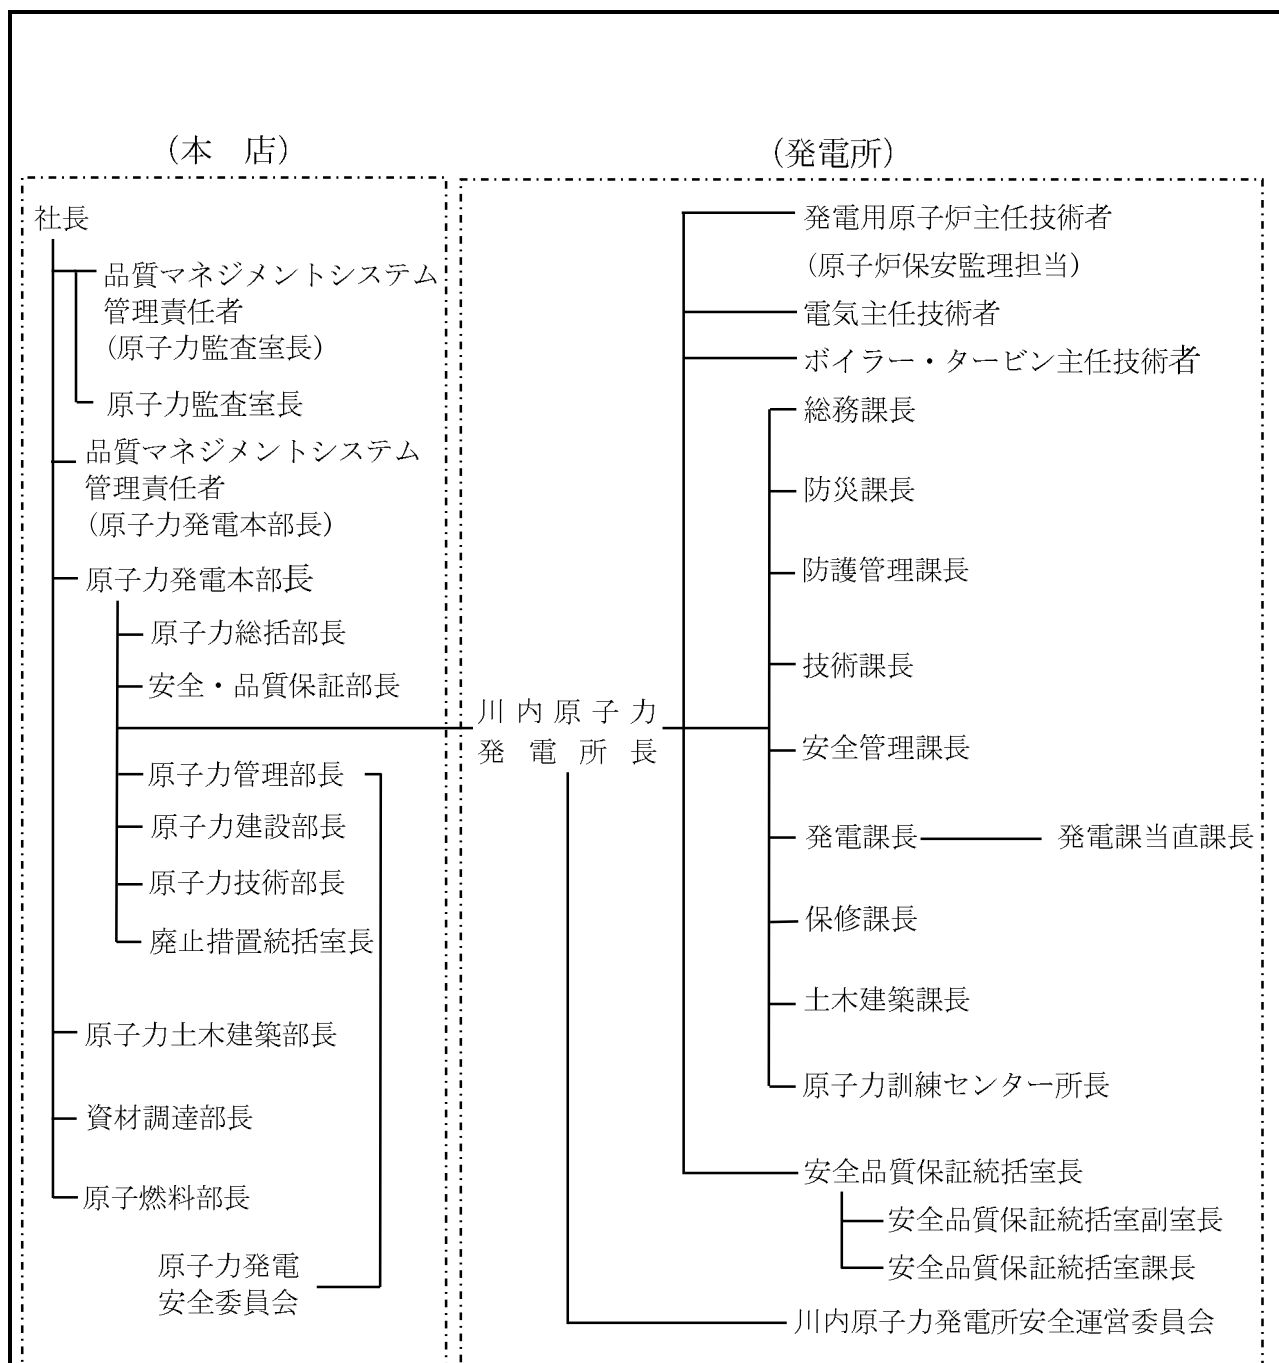 （本　店）
社長
品質マネジメントシステム
管理責任者
（原子力監査室長）
原子力監査室長
品質マネジメントシステム
管理責任者
（原子力発電本部長）
原子力発電本部長
原子力総括部長
安全・品質保証部長
原子力管理部長
原子力建設部長
原子力技術部長
廃止措置統括室長
原子力土木建築部長
資材調達部長
原子燃料部長
原子力発電
安全委員会
（発電所）
川内原子力
発電所長
発電用原子炉主任技術者
（原子炉保安監理担当）
電気主任技術者
ボイラー・タービン主任技術者
総務課長
防災課長
防護管理課長
技術課長
安全管理課長
発電課長　発電課当直課長
保修課長
土木建築課長
原子力訓練センター所長
安全品質保証統括室長
安全品質保証統括室副室長
安全品質保証統括室課長
川内原子力発電所安全運営委員会